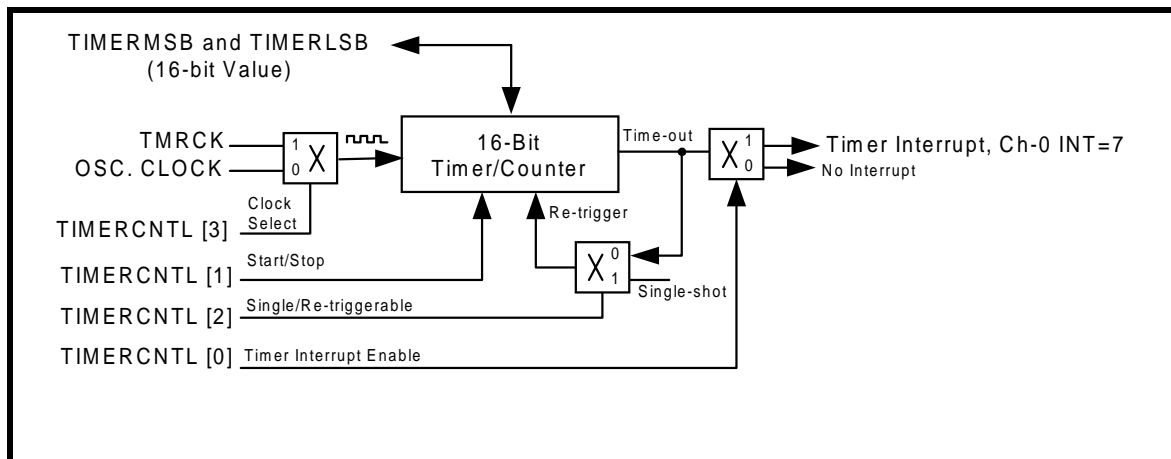 TIMERMSB and TIMERLSB
(16-bit Value)
TMRCK
OSC. CLOCK
1
0
X
Clock
Select
TIMERCNTL [3]
16-Bit
Timer/Counter
Time-out
X
1
0
Timer Interrupt, Ch-0 INT=7
No Interrupt
Re-trigger
X
0
1
Single-shot
TIMERCNTL [1]
Start/Stop
TIMERCNTL [2]
Single/Re-triggerable
TIMERCNTL [0]
Timer Interrupt Enable